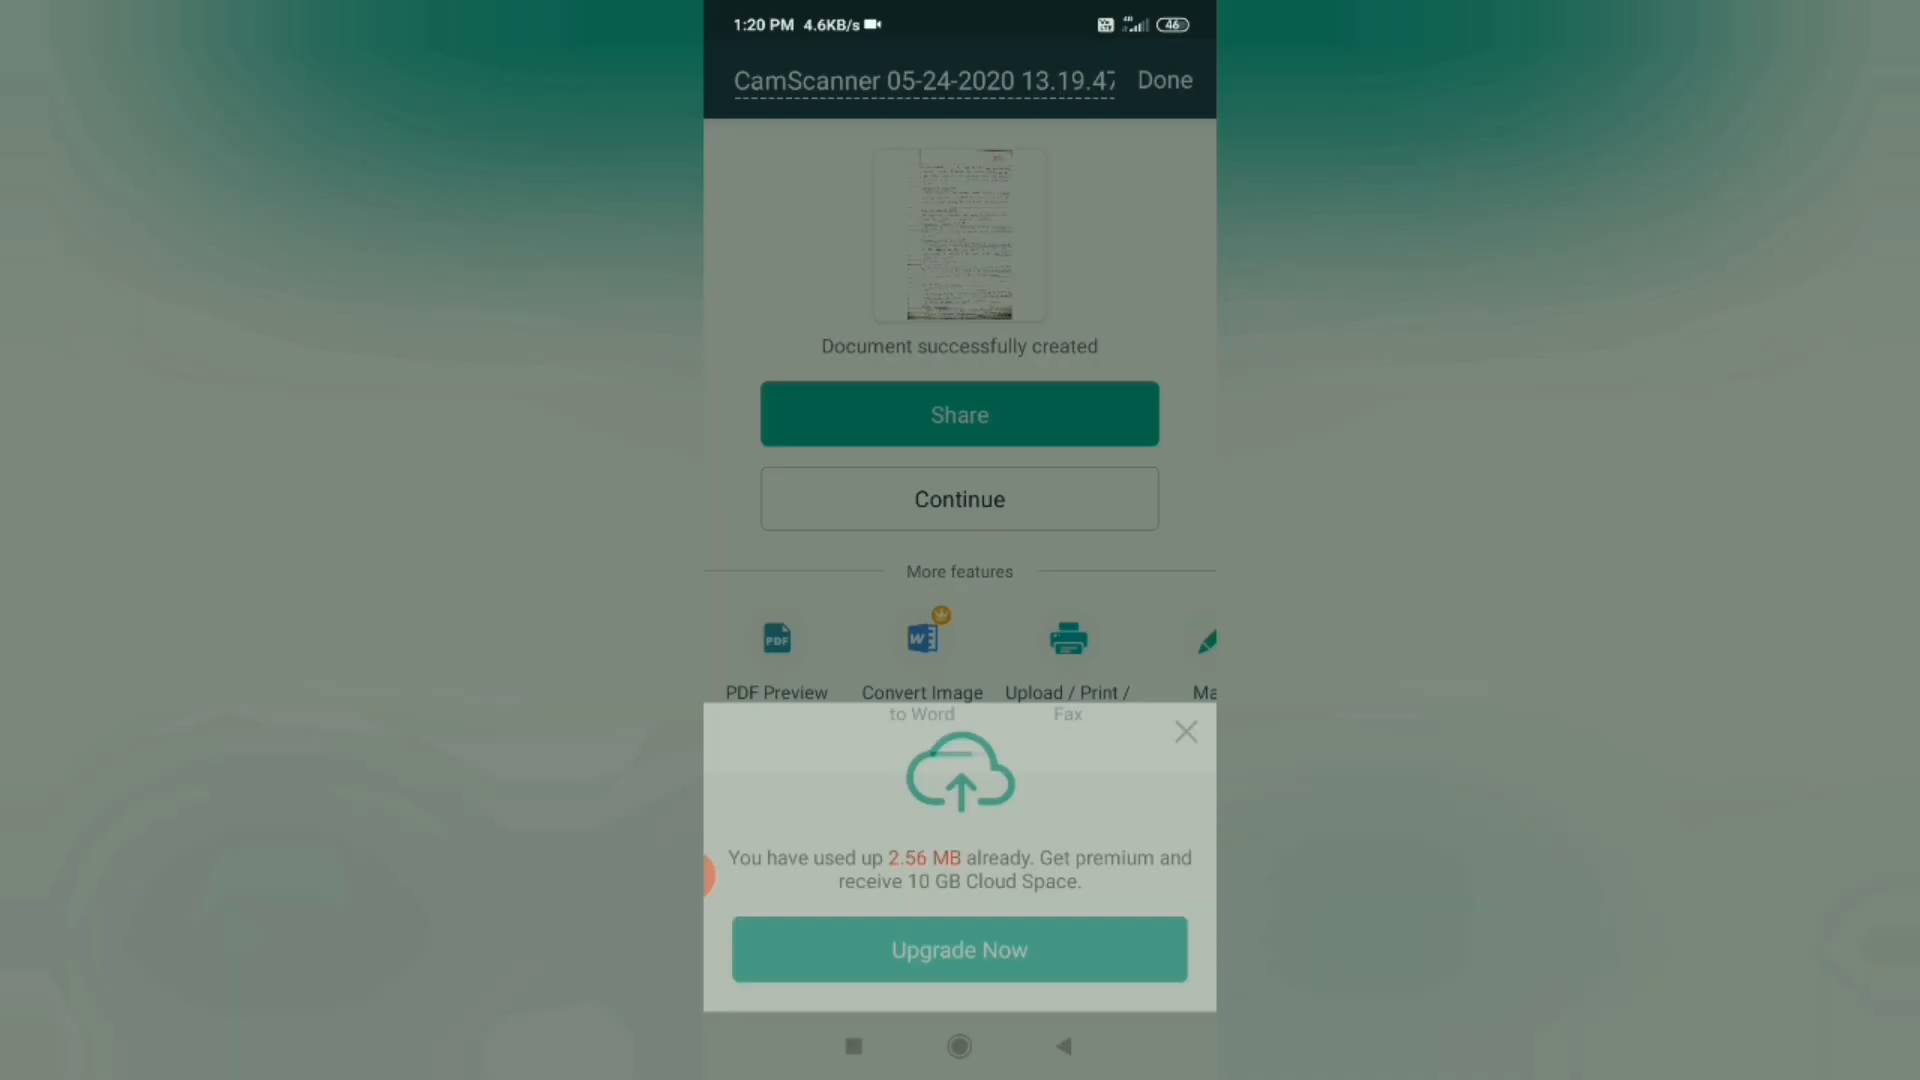 1:20 PM 4.6KB/s 46
CamScanner 05-24-2020 13.19.47 Done
Document successfully created
Share
Continue
More features
PDF
W
PDF Preview
Convert Image
to Word
Upload / Print /
Fax
Ma
You have used up 2.56 MB already. Get premium and
receive 10 GB Cloud Space.
Upgrade Now